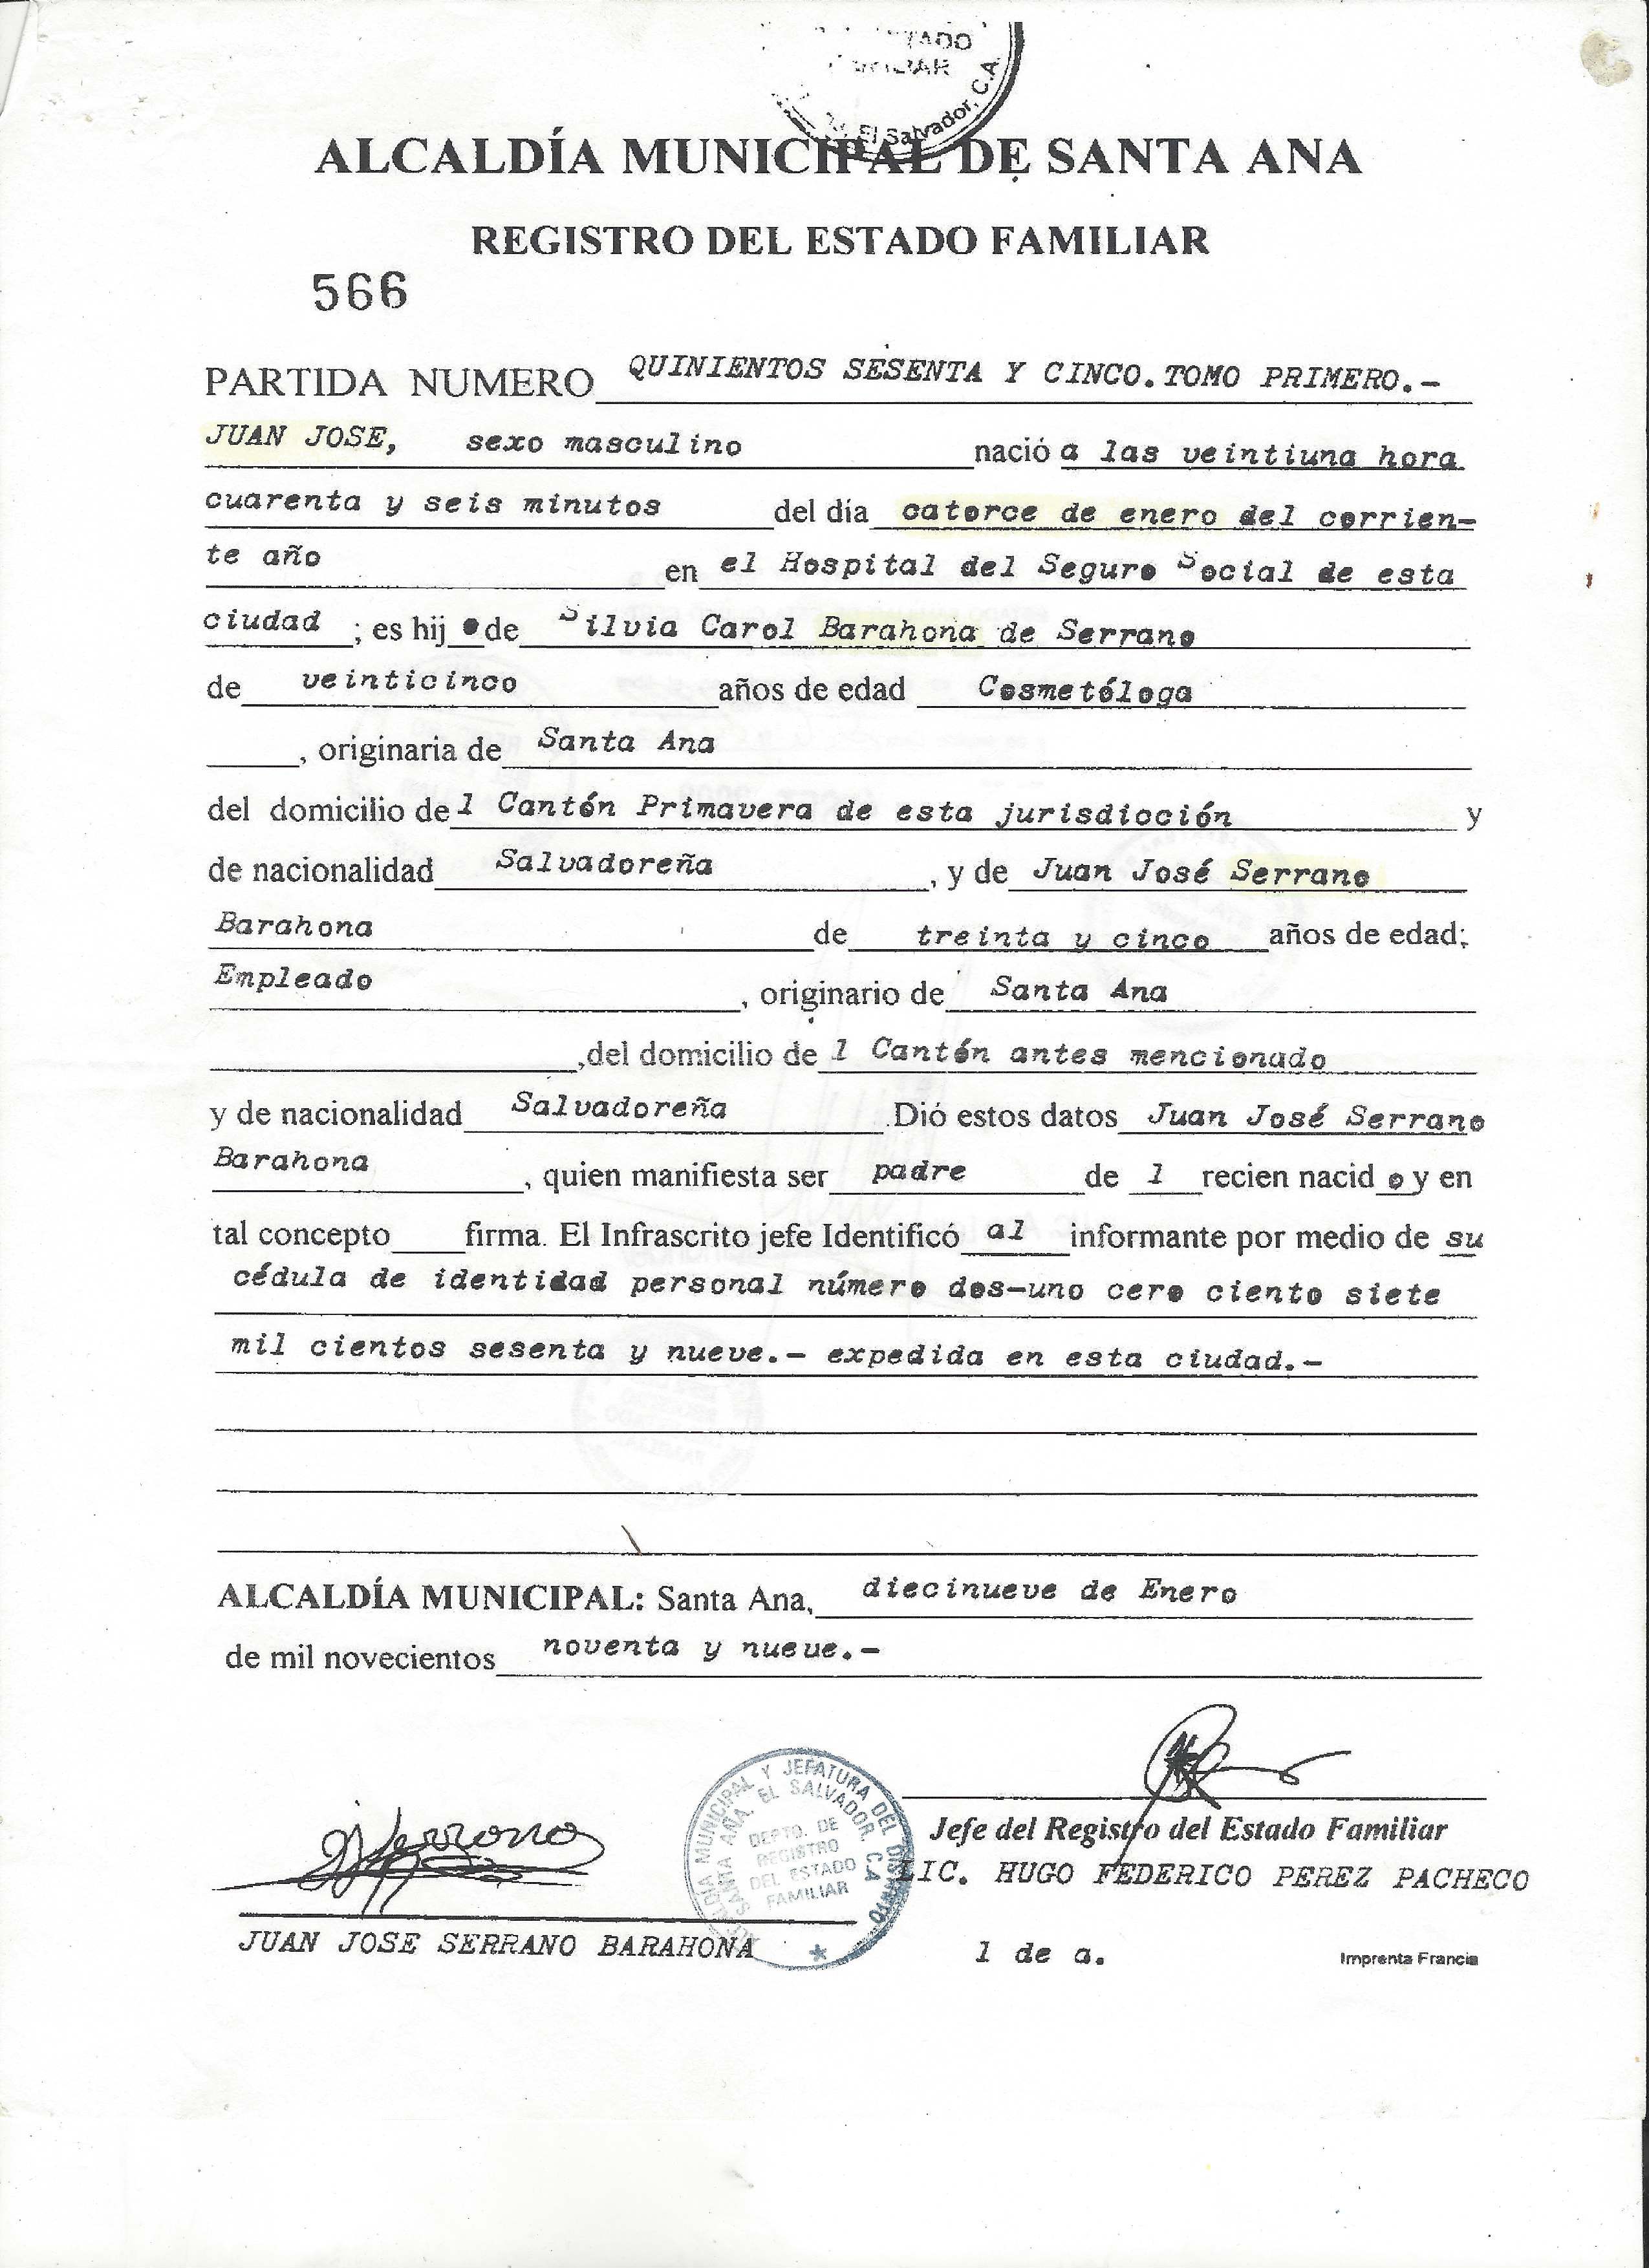 TADO
El Salvador, C.A.
ALCALDÍA MUNICIPAL DE SANTA ANA
REGISTRO DEL ESTADO FAMILIAR
566
PARTIDA NUMERO QUINIENTOS SESENTA Y CINCO. TOMO PRIMERO.-
JUAN JOSE, sexo masculino nació a las veintiuna hora
cuarenta y seis minutos del día catorce de enero del corrien-
te año en el Hospital del Seguro Social de esta
ciudad ; es hij o de Silvia Carol Barahona de Serrano
de veinticinco años de edad Cosmetóloga
, originaria de Santa Ana
del domicilio de l Cantón Primavera de esta jurisdicción y
de nacionalidad Salvadoreña , y de Juan José Serrano
Barahona de treinta y cinco años de edad;
Empleado , originario de Santa Ana
,del domicilio de l Cantón antes mencionado
y de nacionalidad Salvadoreña .Dió estos datos Juan José Serrano
Barahona , quien manifiesta ser padre de l recien nacid o y en
tal concepto firma. El Infrascrito jefe Identificó al informante por medio de su
cédula de identidad personal número dos-uno cero ciento siete
mil cientos sesenta y nueve.- expedida en esta ciudad.-
ALCALDÍA MUNICIPAL: Santa Ana, diecinueve de Enero
de mil novecientos noventa y nueve.-
JSerrano
ALCALDIA MUNICIPAL Y JEFATURA DEL DISTRITO
SANTA ANA, EL SALVADOR, C.A.
DEPTO. DE
REGISTRO
DEL ESTADO
FAMILIAR
Jefe del Registro del Estado Familiar
LIC. HUGO FEDERICO PEREZ PACHECO
JUAN JOSE SERRANO BARAHONA
l de a.
Imprenta Francia